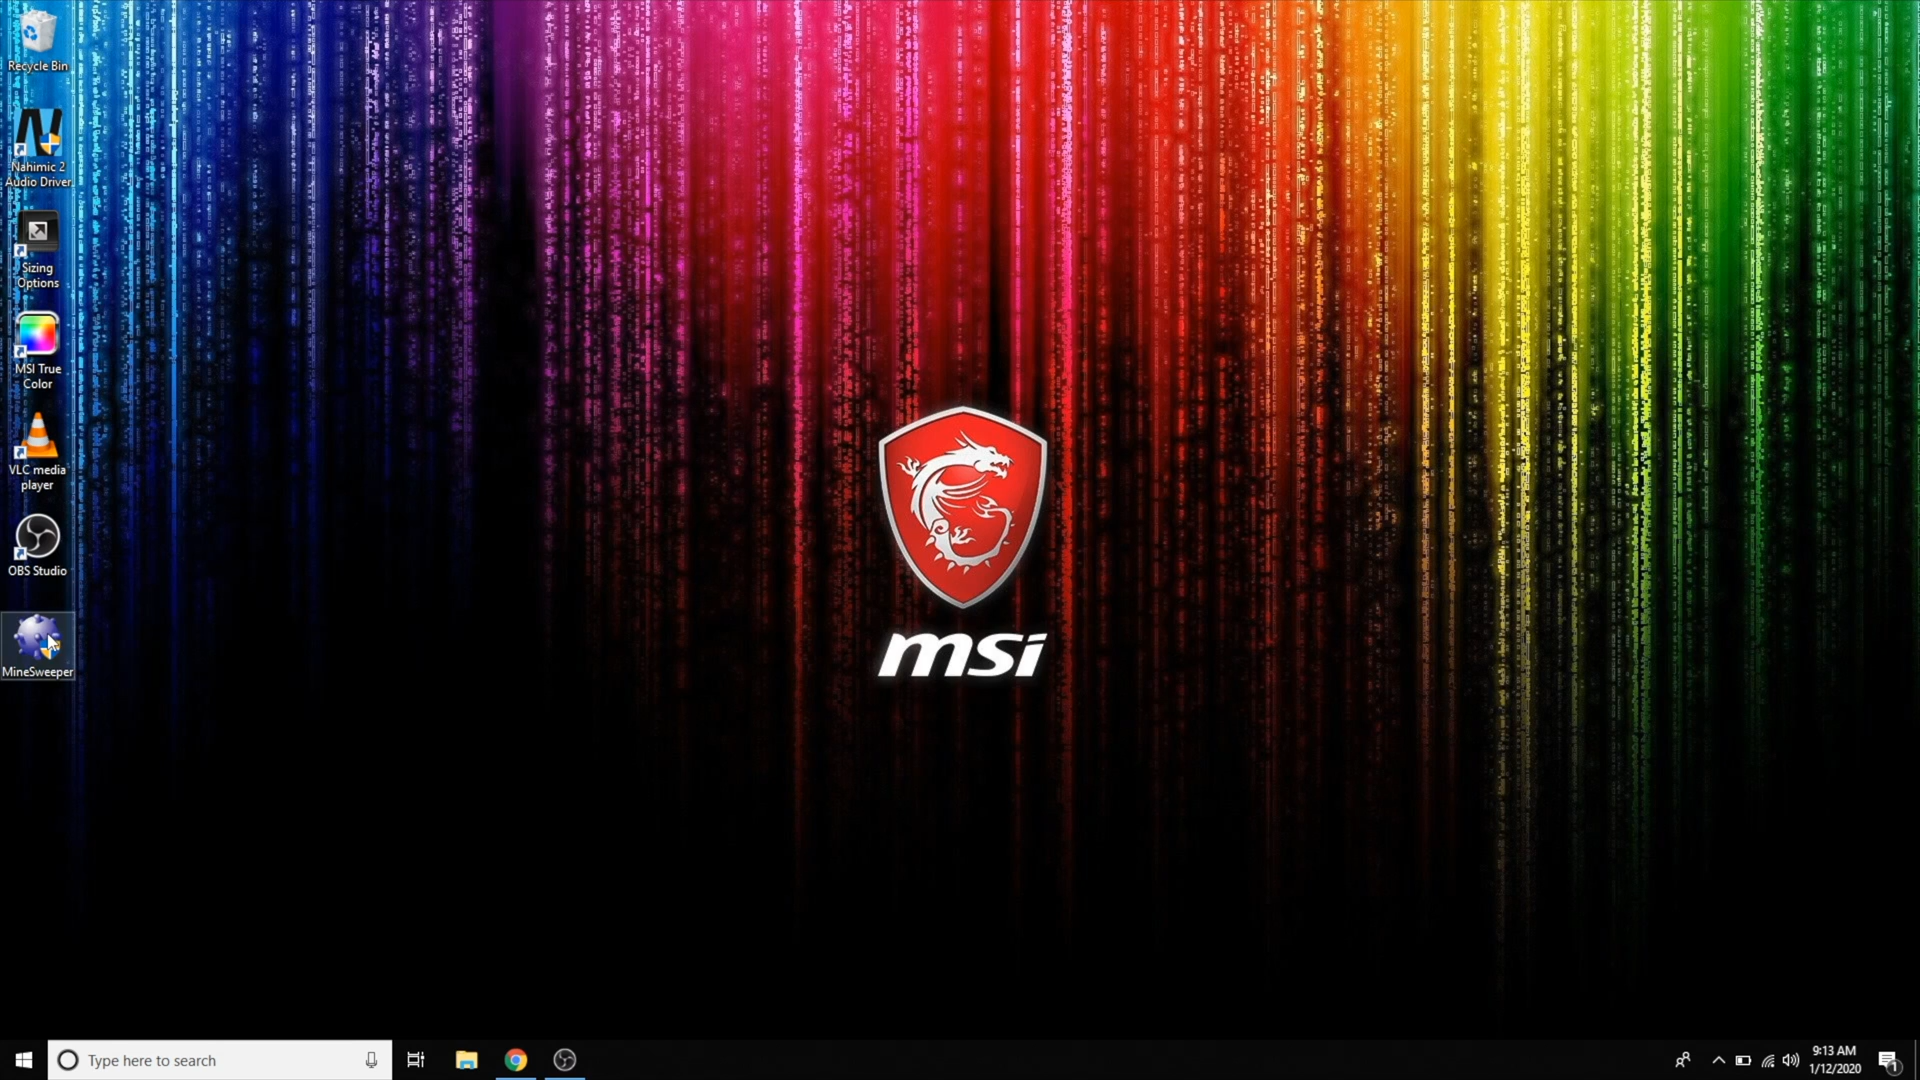 Recycle Bin
Nahimic 2
Audio Driver
Sizing
Options
MSI True
Color
VLC media
player
OBS Studio
MineSweeper
msi
Type here to search
9:13 AM
1/12/2020
1